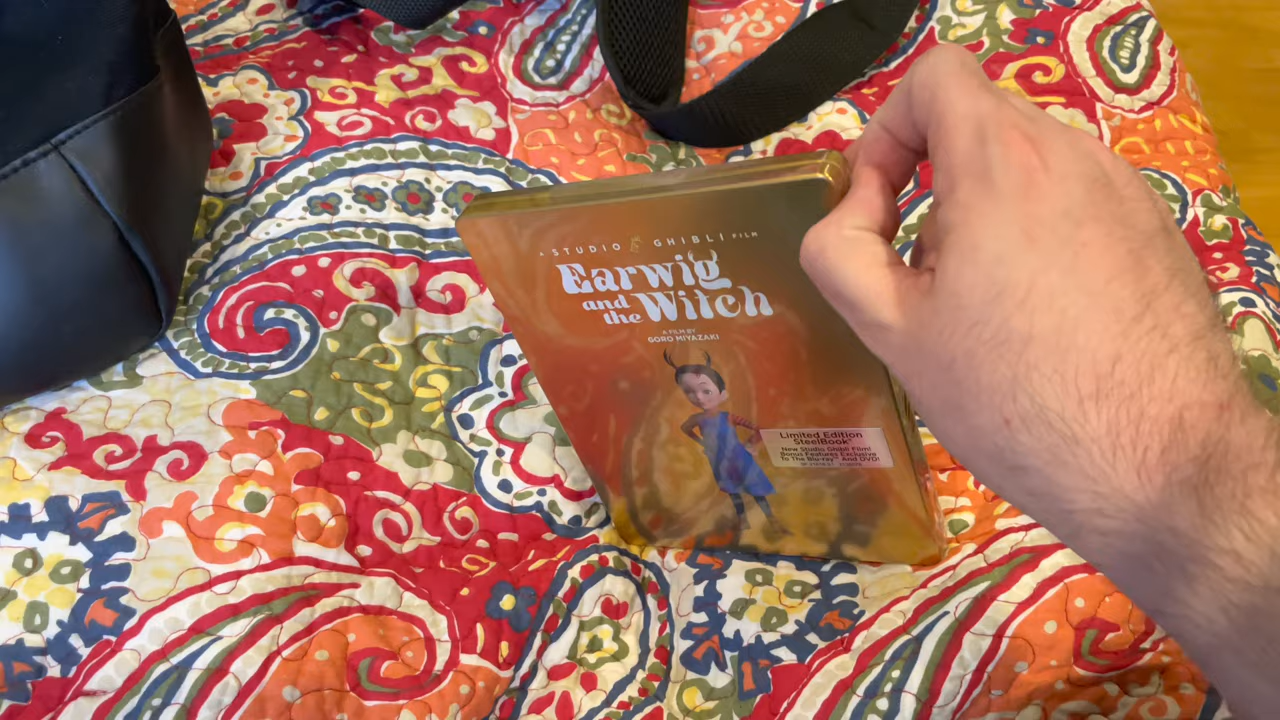 A STUDIO GHIBLI FILM
Earwig
and
the Witch
A FILM BY
GORO MIYAZAKI
Limited Edition
SteelBook®
New Studio Ghibli Film!
Bonus Features Exclusive
To The Blu-ray™ And DVD!